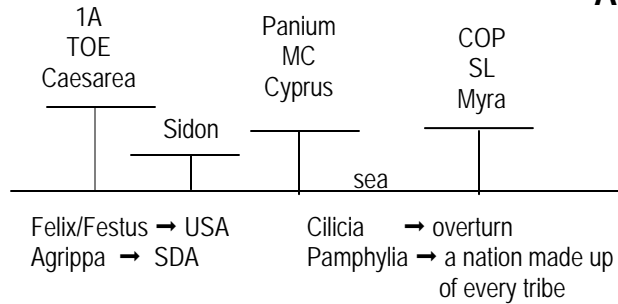 A
1A
TOE
Caesarea
Sidon
Panium
MC
Cyprus
COP
SL
Myra
sea
Felix/Festus → USA
Agrippa → SDA
Cilicia → overturn
Pamphylia → a nation made up
of every tribe